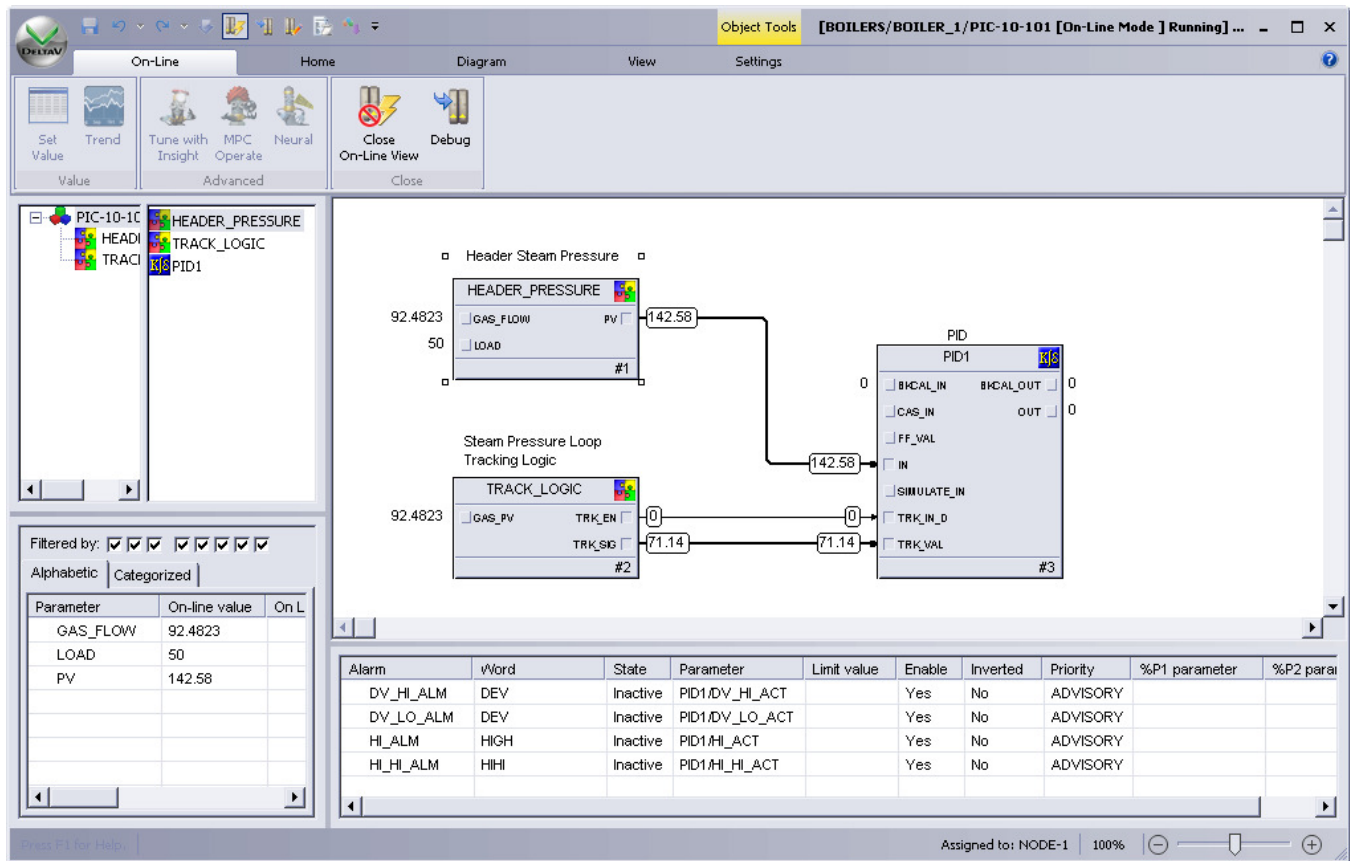 Object Tools [BOILERS/BOILER_1/PIC-10-101 [On-Line Mode ] Running] ...
DELTAV
On-Line Home Diagram View Settings
Set Value Trend Tune with Insight MPC Operate Neural Close On-Line View Debug
Value Advanced Close
PIC-10-10
HEAD
TRAC
HEADER_PRESSURE
TRACK_LOGIC
PID1
Header Steam Pressure
HEADER_PRESSURE
92.4823 GAS_FLOW PV 142.58
50 LOAD
#1
PID
PID1
0 BKCAL_IN BKCAL_OUT 0
CAS_IN OUT 0
FF_VAL
142.58 IN
SIMULATE_IN
0 TRK_IN_D
71.14 TRK_VAL
#3
Steam Pressure Loop
Tracking Logic
TRACK_LOGIC
92.4823 GAS_PV TRK_EN 0
TRK_SIG 71.14
#2
Filtered by:
Alphabetic Categorized
Parameter On-line value On L
GAS_FLOW 92.4823
LOAD 50
PV 142.58
Alarm Word State Parameter Limit value Enable Inverted Priority %P1 parameter %P2 parar
DV_HI_ALM DEV Inactive PID1/DV_HI_ACT Yes No ADVISORY
DV_LO_ALM DEV Inactive PID1/DV_LO_ACT Yes No ADVISORY
HI_ALM HIGH Inactive PID1/HI_ACT Yes No ADVISORY
HI_HI_ALM HIHI Inactive PID1/HI_HI_ACT Yes No ADVISORY
Press F1 for Help. Assigned to: NODE-1 100%